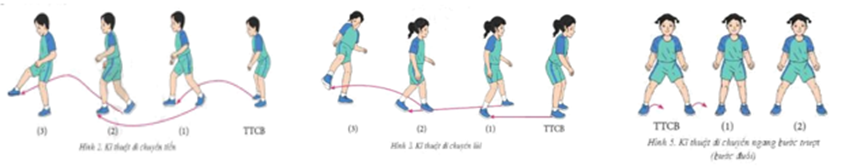 (3) (2) (1) TTCB
Hình 2. Kĩ thuật di chuyển tiến
(3) (2) (1) TTCB
Hình 3. Kĩ thuật di chuyển lùi
TTCB (1) (2)
Hình 5. Kĩ thuật di chuyển ngang bước trượt
(bước đuổi)